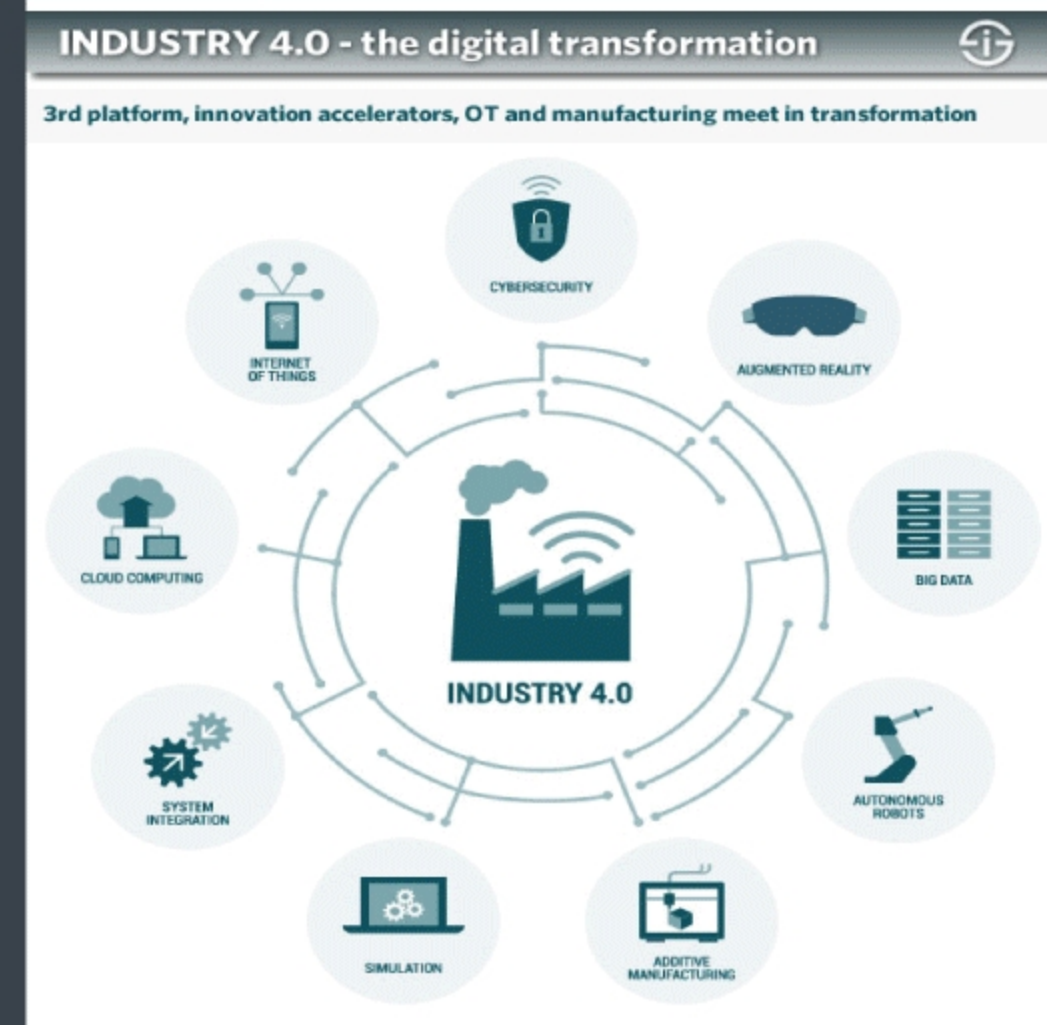 INDUSTRY 4.0 - the digital transformation
3rd platform, innovation accelerators, OT and manufacturing meet in transformation
CYBERSECURITY
INTERNET
OF THINGS
AUGMENTED REALITY
CLOUD COMPUTING
BIG DATA
INDUSTRY 4.0
SYSTEM
INTEGRATION
AUTONOMOUS
ROBOTS
SIMULATION
ADDITIVE
MANUFACTURING